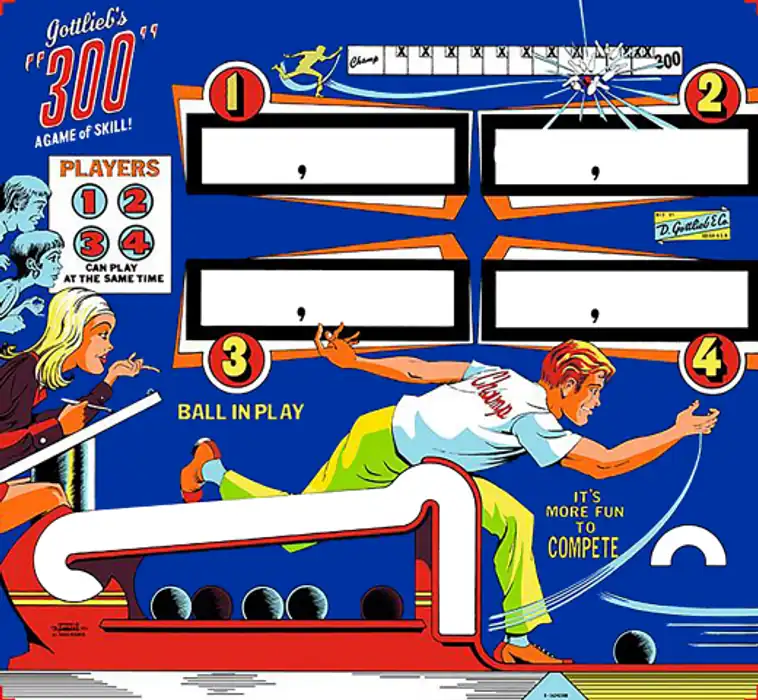 Gottlieb's
"300"
A GAME of SKILL!
Champ X X X X X X X X X X X X 300
1
2
PLAYERS
1 2
3 4
CAN PLAY
AT THE SAME TIME
D. Gottlieb & Co.
,
,
,
,
3
4
BALL IN PLAY
Champ
IT'S
MORE FUN
TO
COMPETE